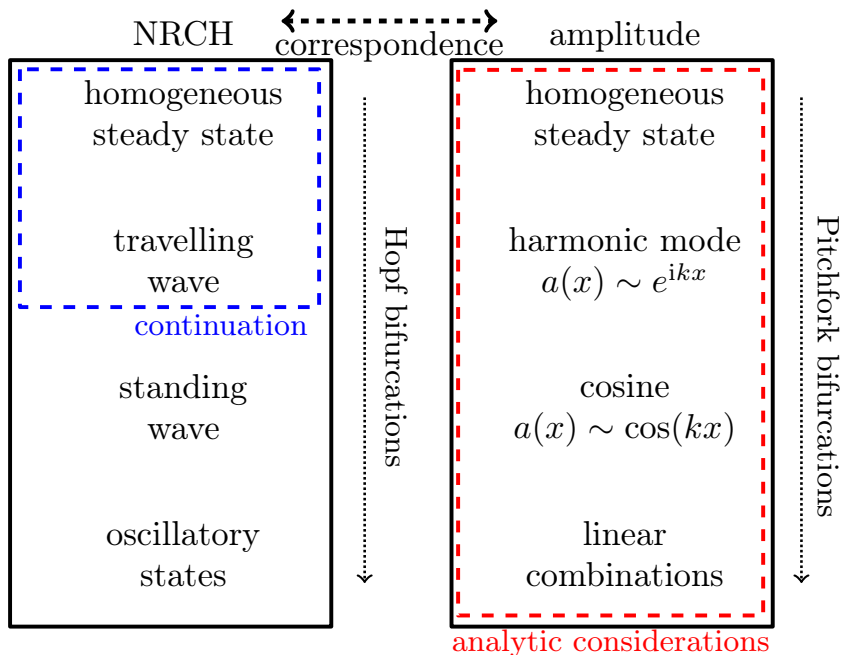 NRCH
correspondence
amplitude
homogeneous
steady state
travelling
wave
continuation
standing
wave
oscillatory
states
Hopf bifurcations
homogeneous
steady state
harmonic mode
a(x) ∼ e^{ikx}
cosine
a(x) ∼ cos(kx)
linear
combinations
analytic considerations
Pitchfork bifurcations